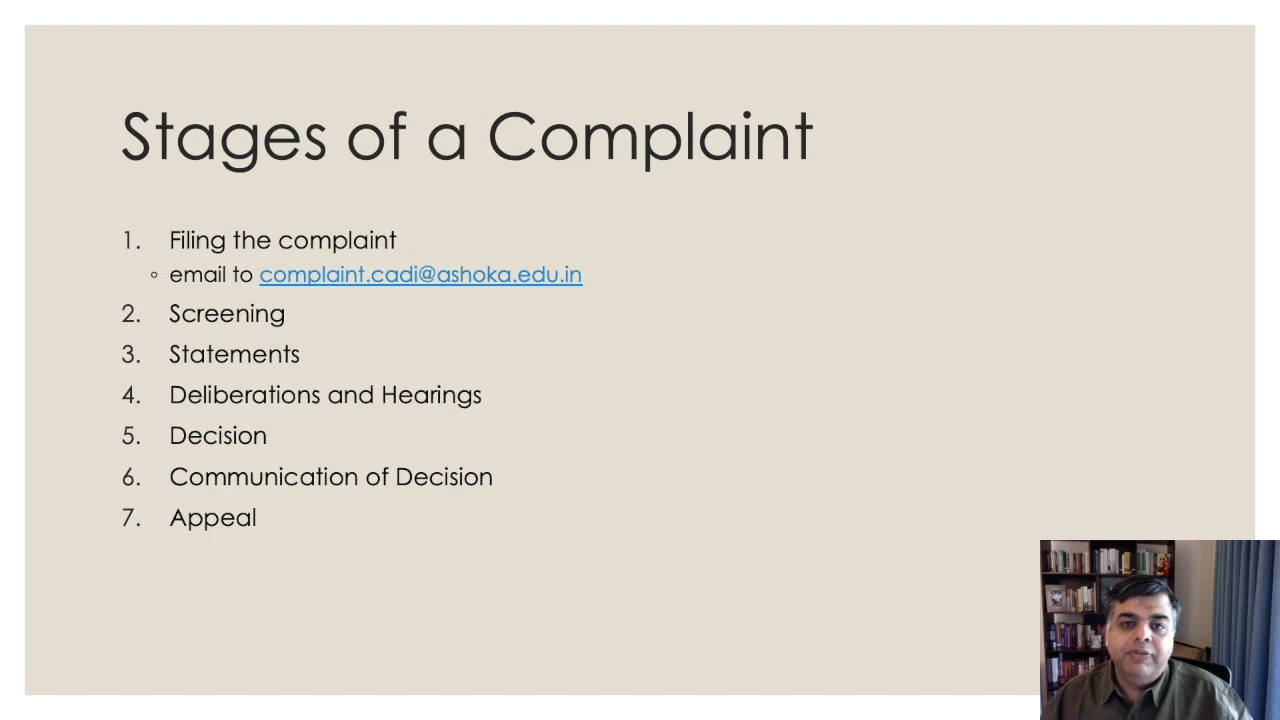 Stages of a Complaint
1. Filing the complaint
◦ email to complaint.cadi@ashoka.edu.in
2. Screening
3. Statements
4. Deliberations and Hearings
5. Decision
6. Communication of Decision
7. Appeal